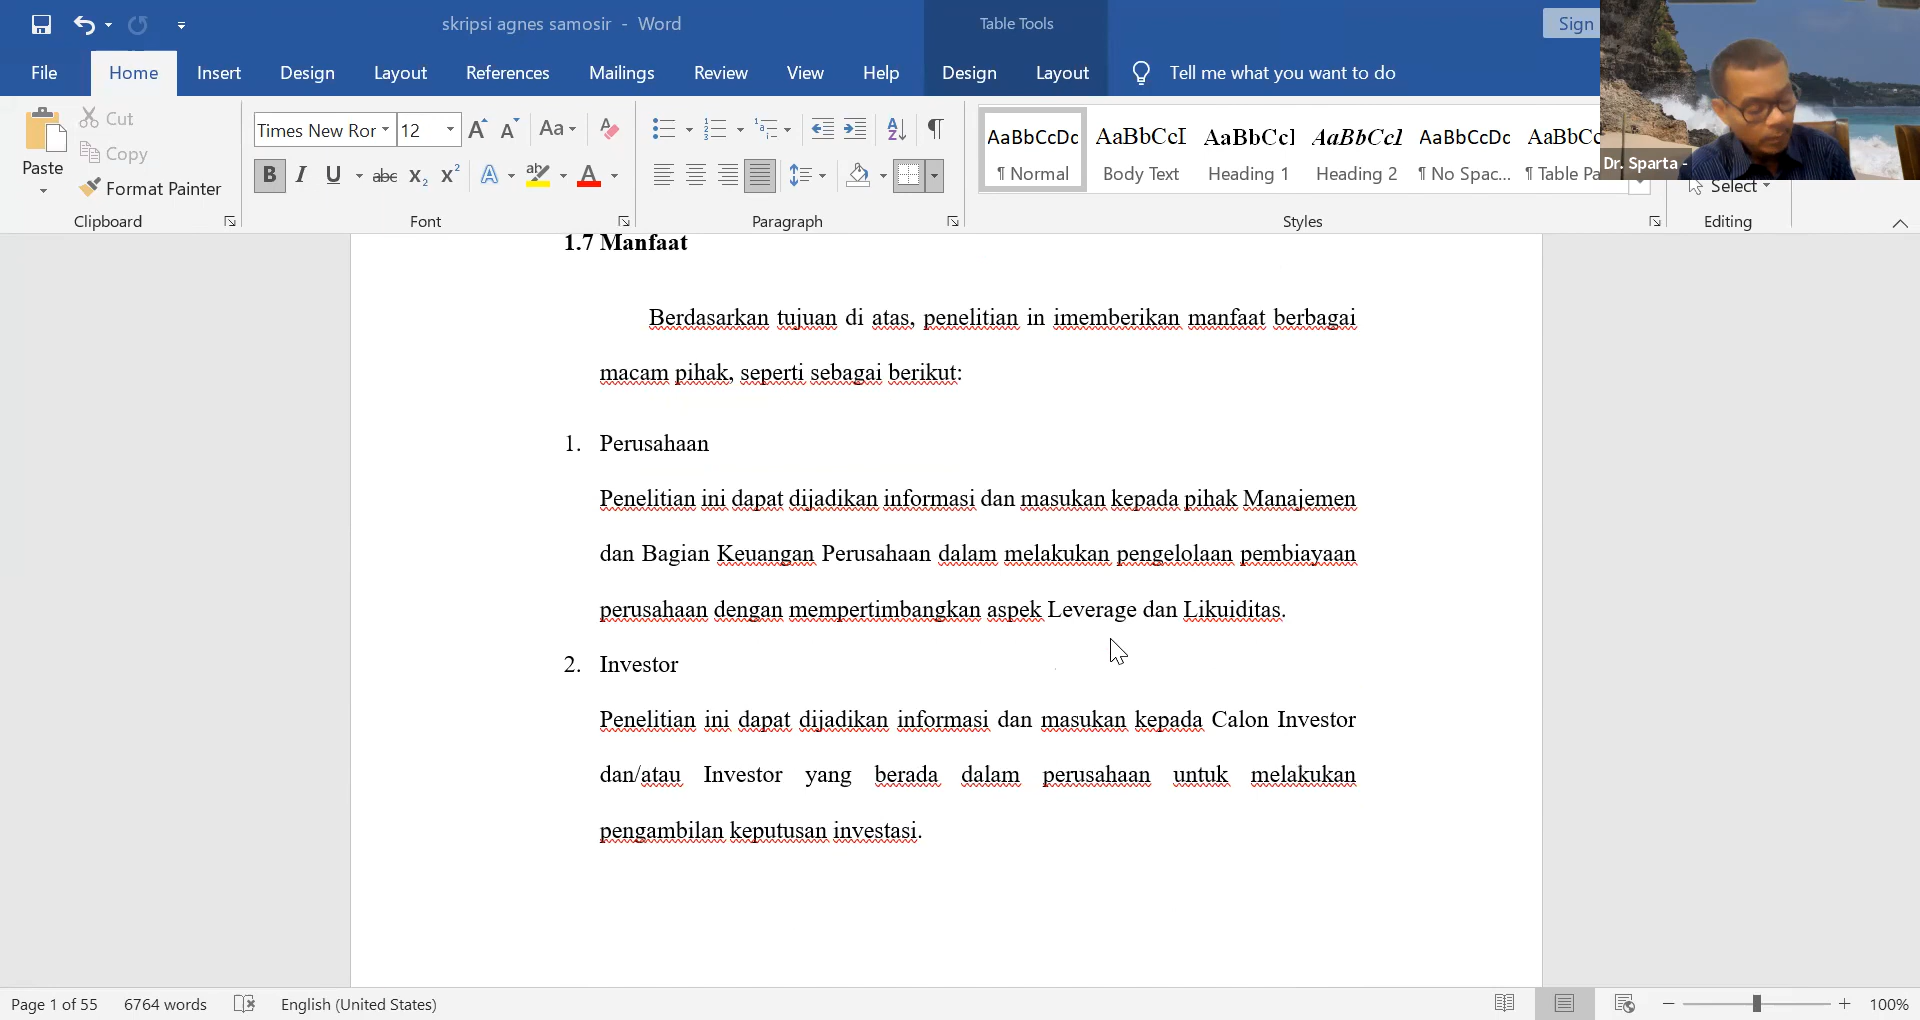 skripsi agnes samosir - Word
Table Tools
Sign
File
Home
Insert
Design
Layout
References
Mailings
Review
View
Help
Design
Layout
Tell me what you want to do
Paste
Cut
Copy
Format Painter
Clipboard
Times New Ror
12
Aa
B I U abc X2 X2 A ab A
Font
Paragraph
AaBbCcDc
¶ Normal
AaBbCcI
Body Text
AaBbCcl
Heading 1
AaBbCcl
Heading 2
AaBbCcDc
¶ No Spac...
AaBbCc
¶ Table Pa
Styles
Select
Editing
Dr. Sparta -
1.7 Manfaat
Berdasarkan tujuan di atas, penelitian in imemberikan manfaat berbagai
macam pihak, seperti sebagai berikut:
1. Perusahaan
Penelitian ini dapat dijadikan informasi dan masukan kepada pihak Manajemen
dan Bagian Keuangan Perusahaan dalam melakukan pengelolaan pembiayaan
perusahaan dengan mempertimbangkan aspek Leverage dan Likuiditas.
2. Investor
Penelitian ini dapat dijadikan informasi dan masukan kepada Calon Investor
dan/atau Investor yang berada dalam perusahaan untuk melakukan
pengambilan keputusan investasi.
Page 1 of 55
6764 words
English (United States)
100%